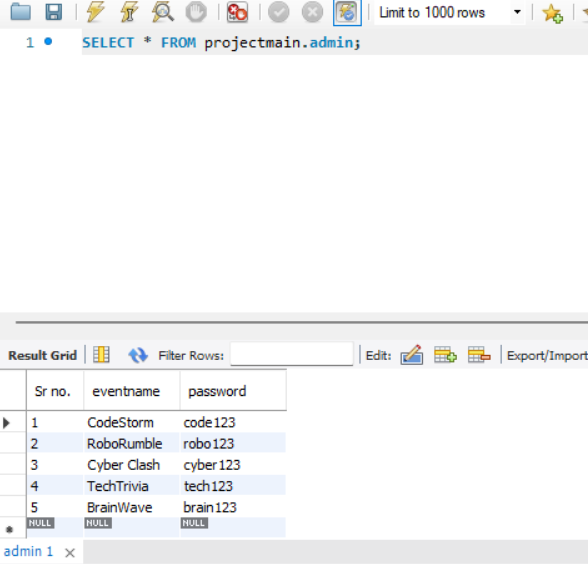 Limit to 1000 rows
1 SELECT * FROM projectmain.admin;
Result Grid Filter Rows: Edit: Export/Import
Sr no. eventname password
1 CodeStorm code123
2 RoboRumble robo123
3 Cyber Clash cyber123
4 TechTrivia tech123
5 BrainWave brain123
NULL NULL NULL
admin 1